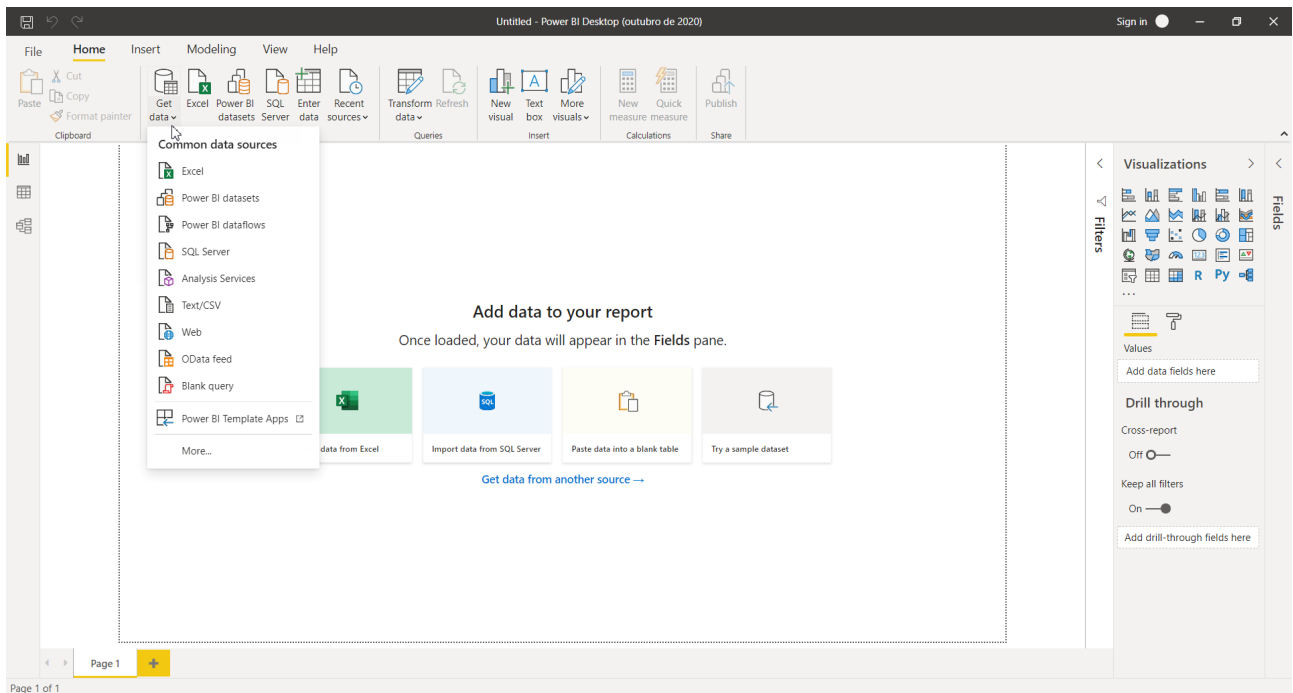 Untitled - Power BI Desktop (outubro de 2020)
Sign in
File Home Insert Modeling View Help
Paste
Cut
Copy
Format painter
Clipboard
Get data
Excel
Power BI datasets
SQL Server
Enter data
Recent sources
Transform data
Refresh
Queries
New visual
Text box
More visuals
Insert
New measure
Quick measure
Calculations
Publish
Share
Common data sources
Excel
Power BI datasets
Power BI dataflows
SQL Server
Analysis Services
Text/CSV
Web
OData feed
Blank query
Power BI Template Apps
More...
Add data to your report
Once loaded, your data will appear in the Fields pane.
data from Excel
SQL
Import data from SQL Server
Paste data into a blank table
Try a sample dataset
Get data from another source →
Filters
Visualizations
R Py
...
Values
Add data fields here
Drill through
Cross-report
Off
Keep all filters
On
Add drill-through fields here
Fields
Page 1
Page 1 of 1